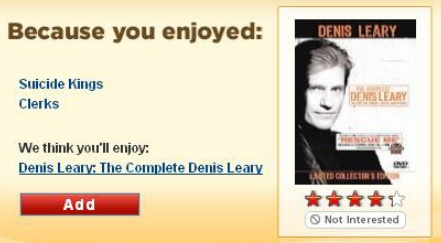 Because you enjoyed:
Suicide Kings
Clerks
We think you'll enjoy:
Denis Leary: The Complete Denis Leary
Add
DENIS LEARY
THE COMPLETE
DENIS LEARY
RESCUE ME
DVD
LIMITED COLLECTOR'S EDITION
Not Interested